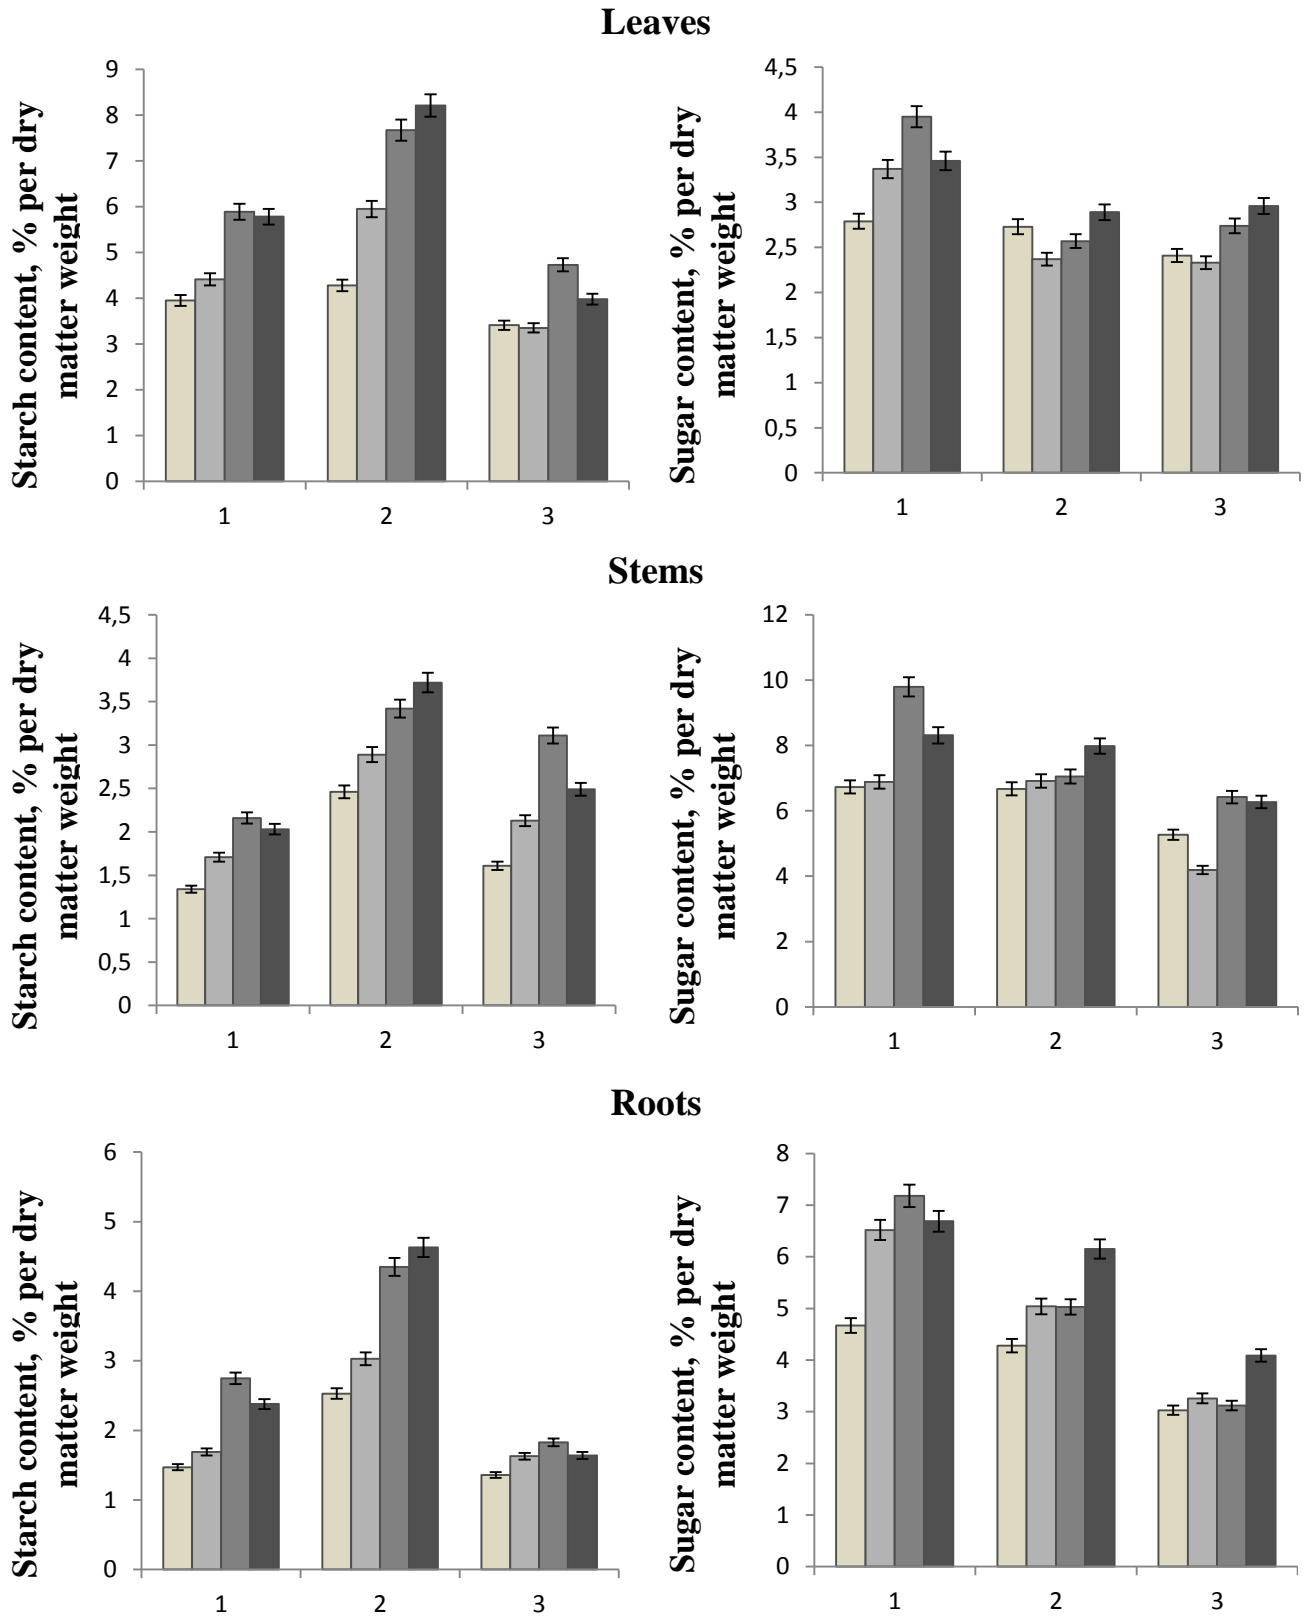 Leaves
Starch content, % per dry
matter weight
9
8
7
6
5
4
3
2
1
0
1 2 3
Sugar content, % per dry
matter weight
4,5
4
3,5
3
2,5
2
1,5
1
0,5
0
1 2 3
Stems
Starch content, % per dry
matter weight
4,5
4
3,5
3
2,5
2
1,5
1
0,5
0
1 2 3
Sugar content, % per dry
matter weight
12
10
8
6
4
2
0
1 2 3
Roots
Starch content, % per dry
matter weight
6
5
4
3
2
1
0
1 2 3
Sugar content, % per dry
matter weight
8
7
6
5
4
3
2
1
0
1 2 3